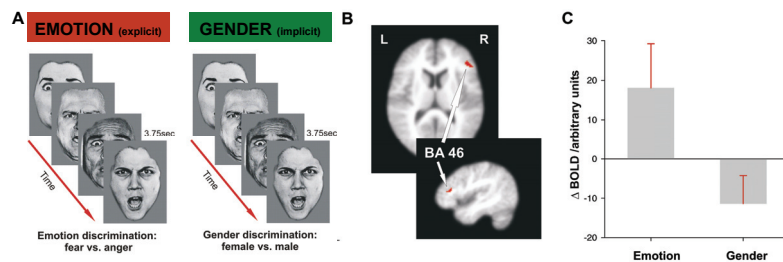 A
EMOTION (explicit)
GENDER (implicit)
3.75sec
3.75sec
Time
Time
Emotion discrimination:
fear vs. anger
Gender discrimination:
female vs. male
B
L
R
BA 46
C
Δ BOLD /arbitrary units
30
20
10
0
-10
-20
Emotion
Gender